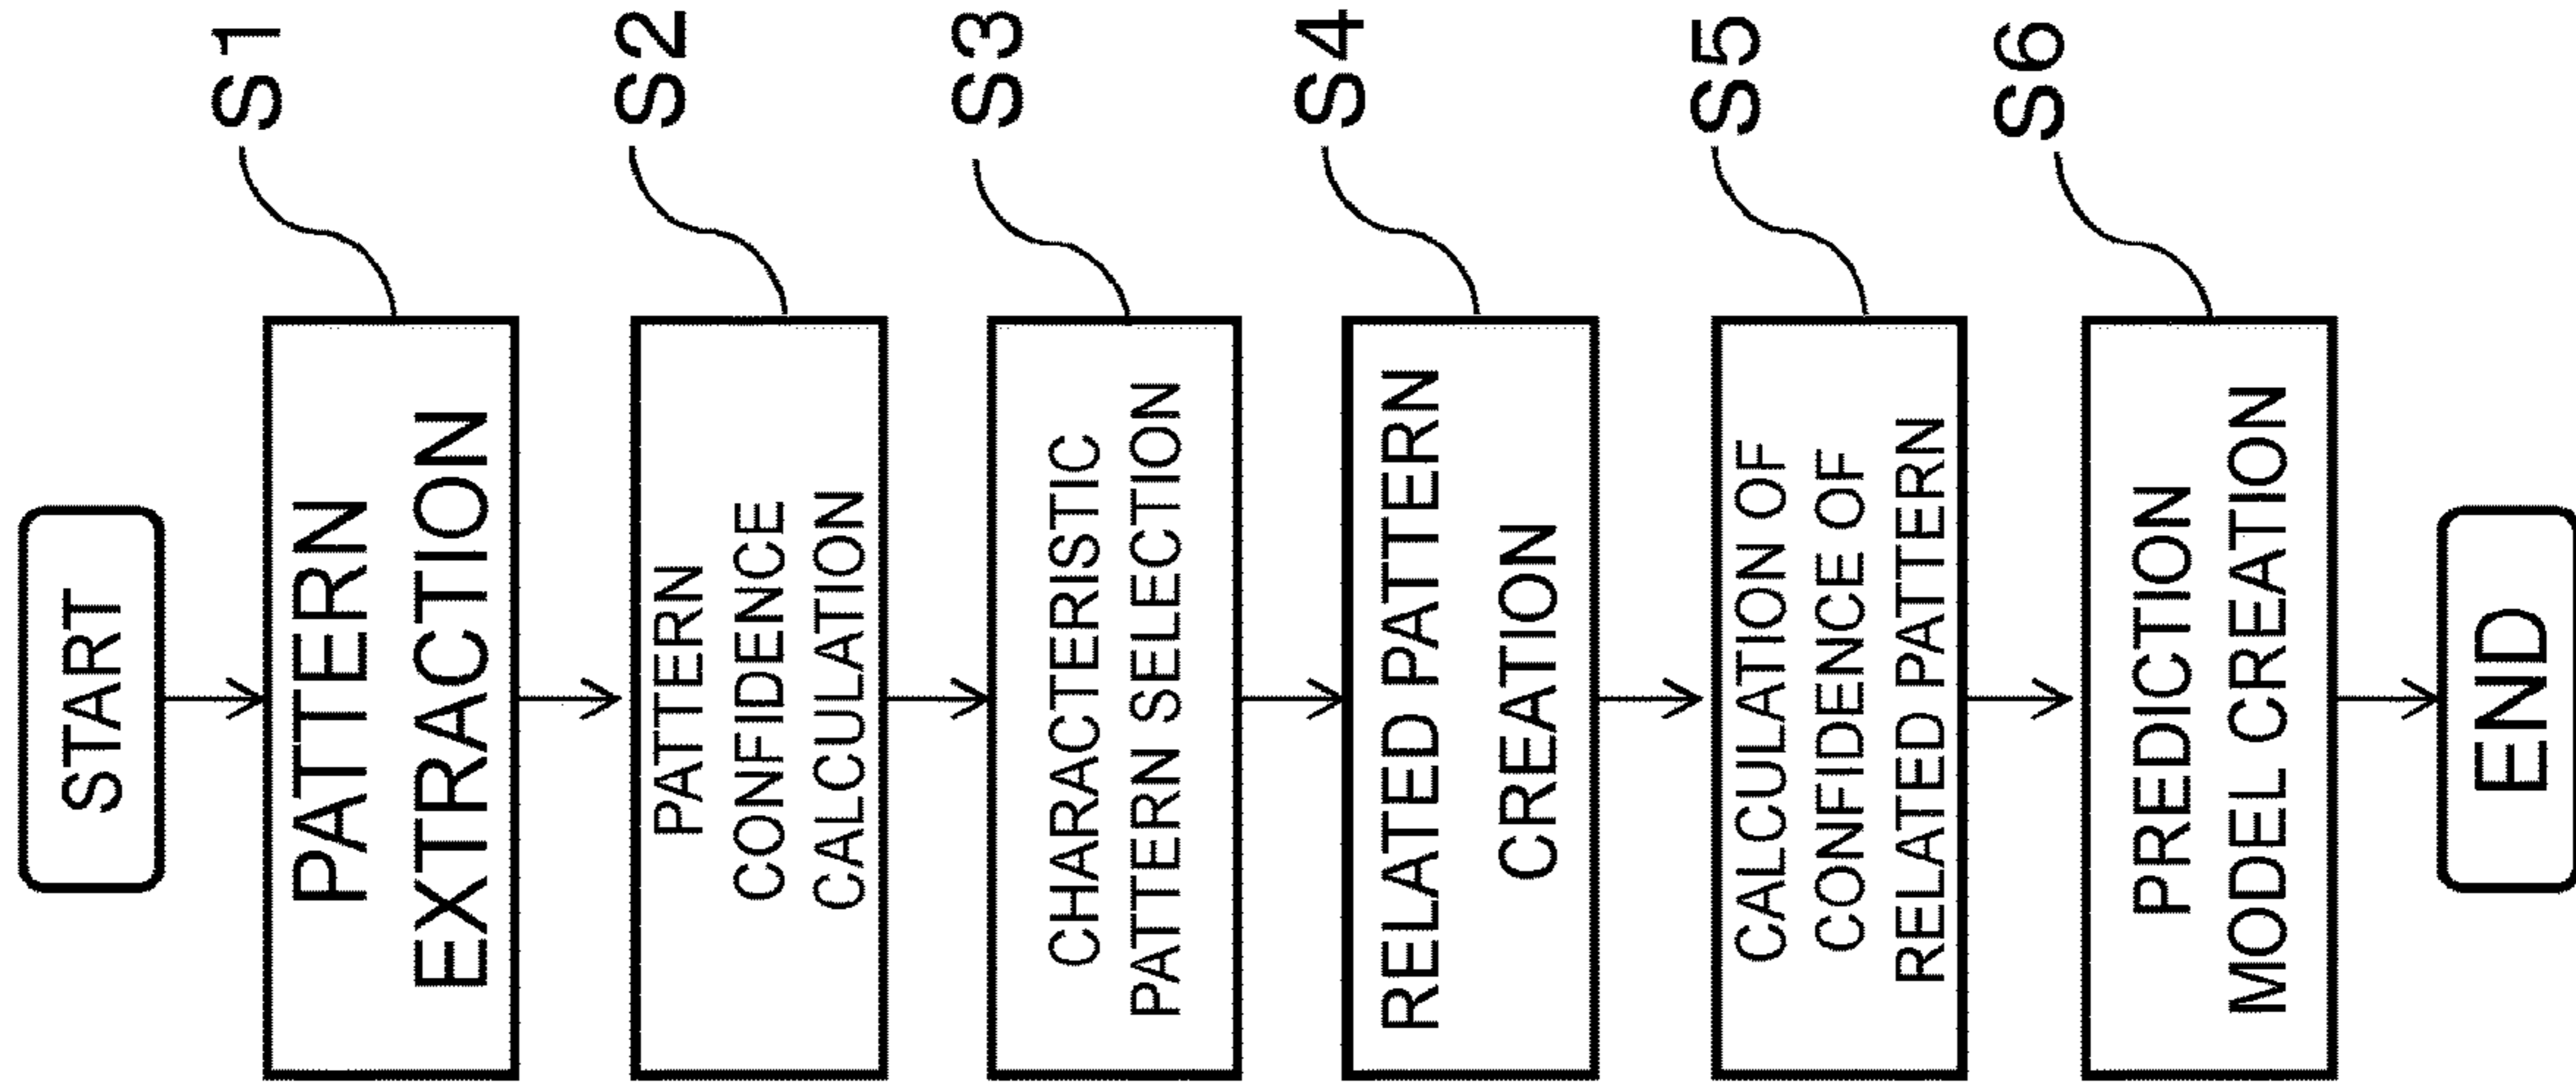 START
PATTERN
EXTRACTION
S1
PATTERN
CONFIDENCE
CALCULATION
S2
CHARACTERISTIC
PATTERN SELECTION
S3
RELATED PATTERN
CREATION
S4
CALCULATION OF
CONFIDENCE OF
RELATED PATTERN
S5
PREDICTION
MODEL CREATION
S6
END